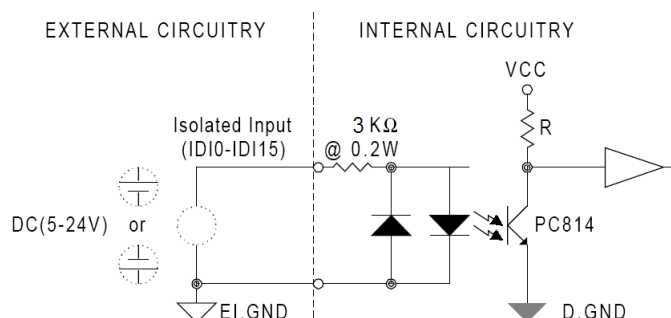 EXTERNAL CIRCUITRY
INTERNAL CIRCUITRY
VCC
R
Isolated Input
(IDI0-IDI15)
3 KΩ
@ 0.2W
DC(5-24V) or
PC814
EI.GND
D.GND